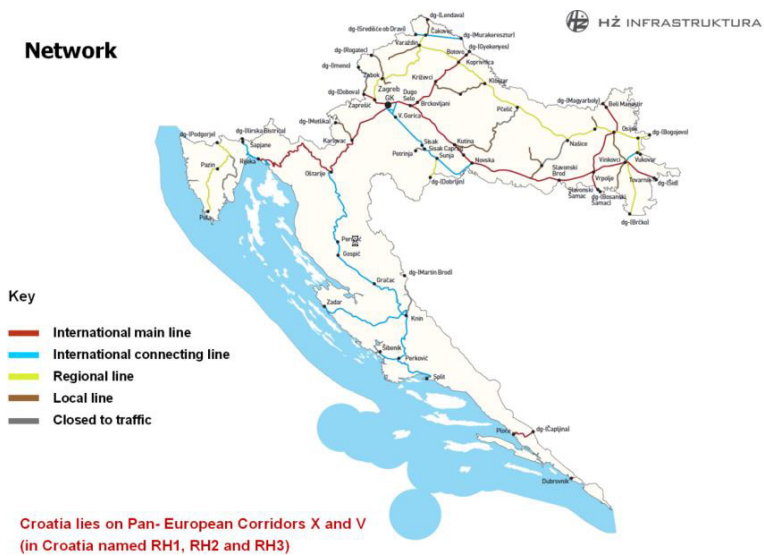 HŽ INFRASTRUKTURA
Network
dg-(Lendava)
dg-(Središće ob Dravi)
Čakovec
dg-(Murakeresztur)
Varaždin
dg-(Rogatec)
Botovo
dg-(Gyekenyes)
Koprivnica
dg-(Imeno)
Zabok
Križevci
Kloštar
Zagreb
GK
Dugo
Selo
dg-(Dobova)
Zaprešić
Brckovljani
V. Gorica
Pčelić
dg-(Magyarboly)
Beli Manastir
dg-(Metlika)
Karlovac
Sisak
Sisak Caprag
Petrinja
Sunja
Kutina
Novska
Našice
Osijek
dg-(Bogojevo)
dg-(Podgorje)
dg-(Ilirska Bistrica)
Sapjane
Rijeka
Pazin
Pula
Oštarije
dg-(Dobrljin)
Slavonski
Brod
Vinkovci
Vukovar
Vrpolje
Tovarnik
dg-(Šid)
Slavonski
Šamac
dg-(Bosanski
Šamac)
dg-(Brčko)
Perušić
Gospić
dg-(Martin Brod)
Gračac
Zadar
Knin
Šibenik
Perković
Split
Ploče
dg-(Čapljina)
Dubrovnik
Key
International main line
International connecting line
Regional line
Local line
Closed to traffic
Croatia lies on Pan- European Corridors X and V
(in Croatia named RH1, RH2 and RH3)